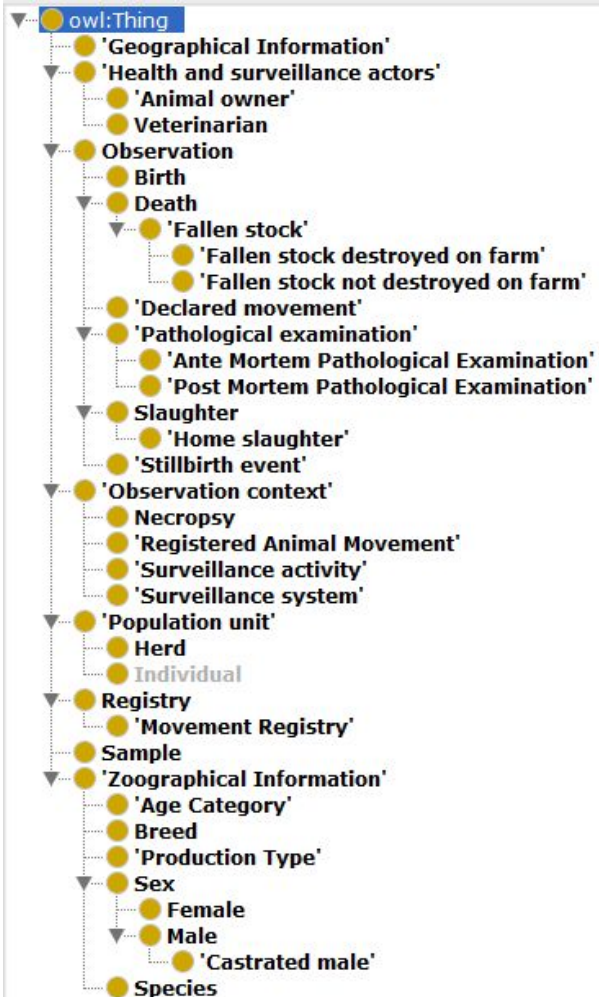 owl:Thing
'Geographical Information'
'Health and surveillance actors'
'Animal owner'
Veterinarian
Observation
Birth
Death
'Fallen stock'
'Fallen stock destroyed on farm'
'Fallen stock not destroyed on farm'
'Declared movement'
'Pathological examination'
'Ante Mortem Pathological Examination'
'Post Mortem Pathological Examination'
Slaughter
'Home slaughter'
'Stillbirth event'
'Observation context'
Necropsy
'Registered Animal Movement'
'Surveillance activity'
'Surveillance system'
'Population unit'
Herd
Individual
Registry
'Movement Registry'
Sample
'Zoographical Information'
'Age Category'
Breed
'Production Type'
Sex
Female
Male
'Castrated male'
Species